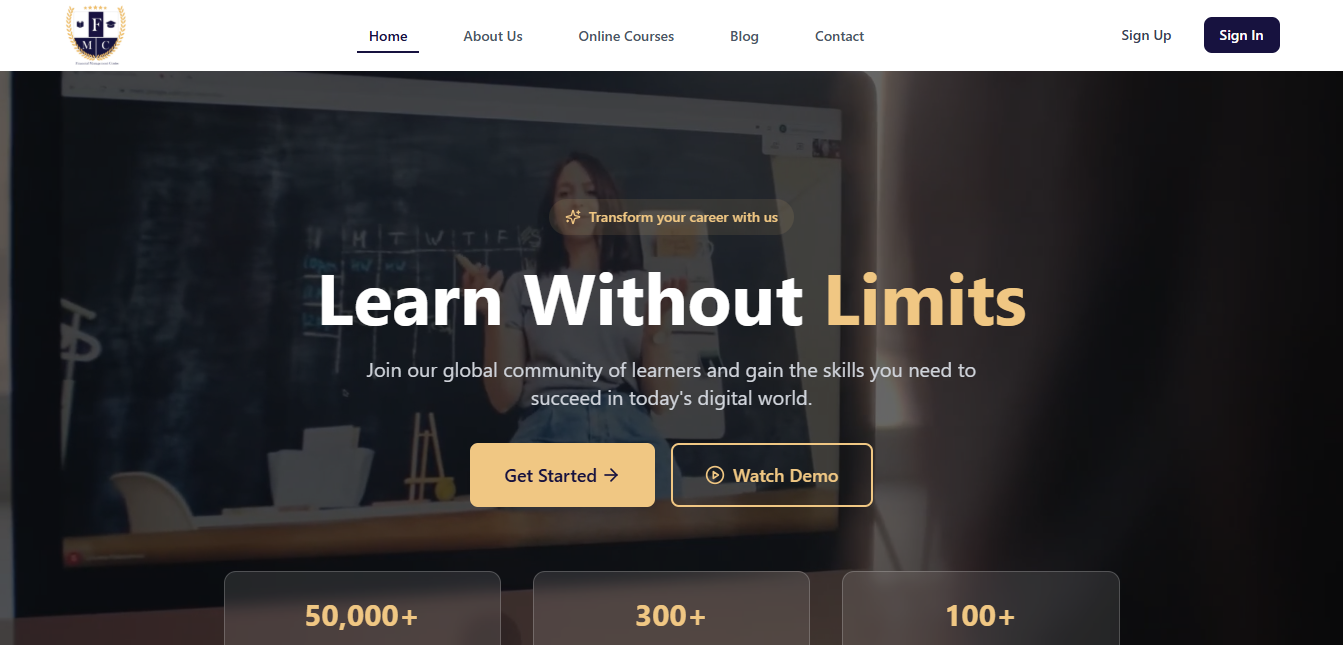 F
M C
Home
About Us
Online Courses
Blog
Contact
Sign Up
Sign In
Transform your career with us
M T W T F S
Learn Without Limits
Join our global community of learners and gain the skills you need to
succeed in today's digital world.
Get Started
Watch Demo
50,000+
300+
100+